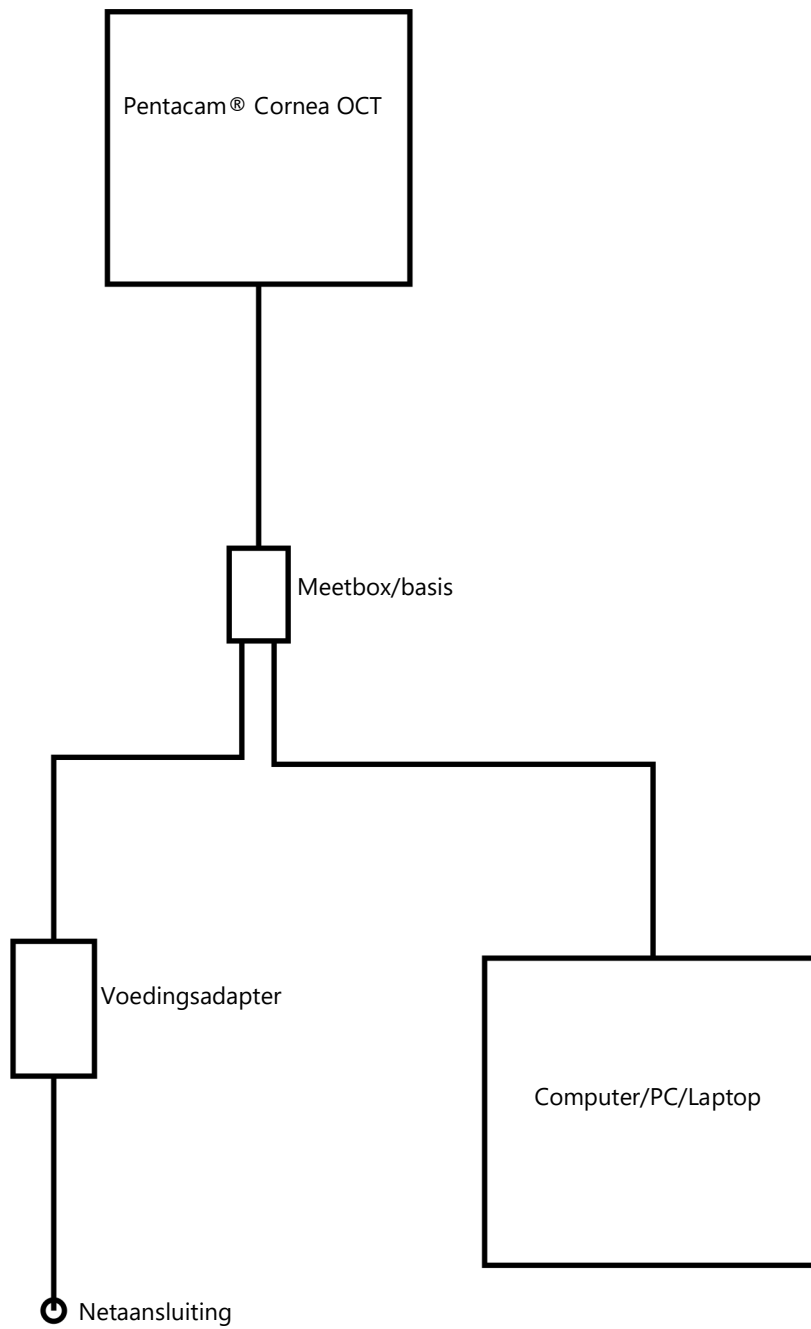 Pentacam® Cornea OCT
Meetbox/basis
Voedingsadapter
Computer/PC/Laptop
Netaansluiting